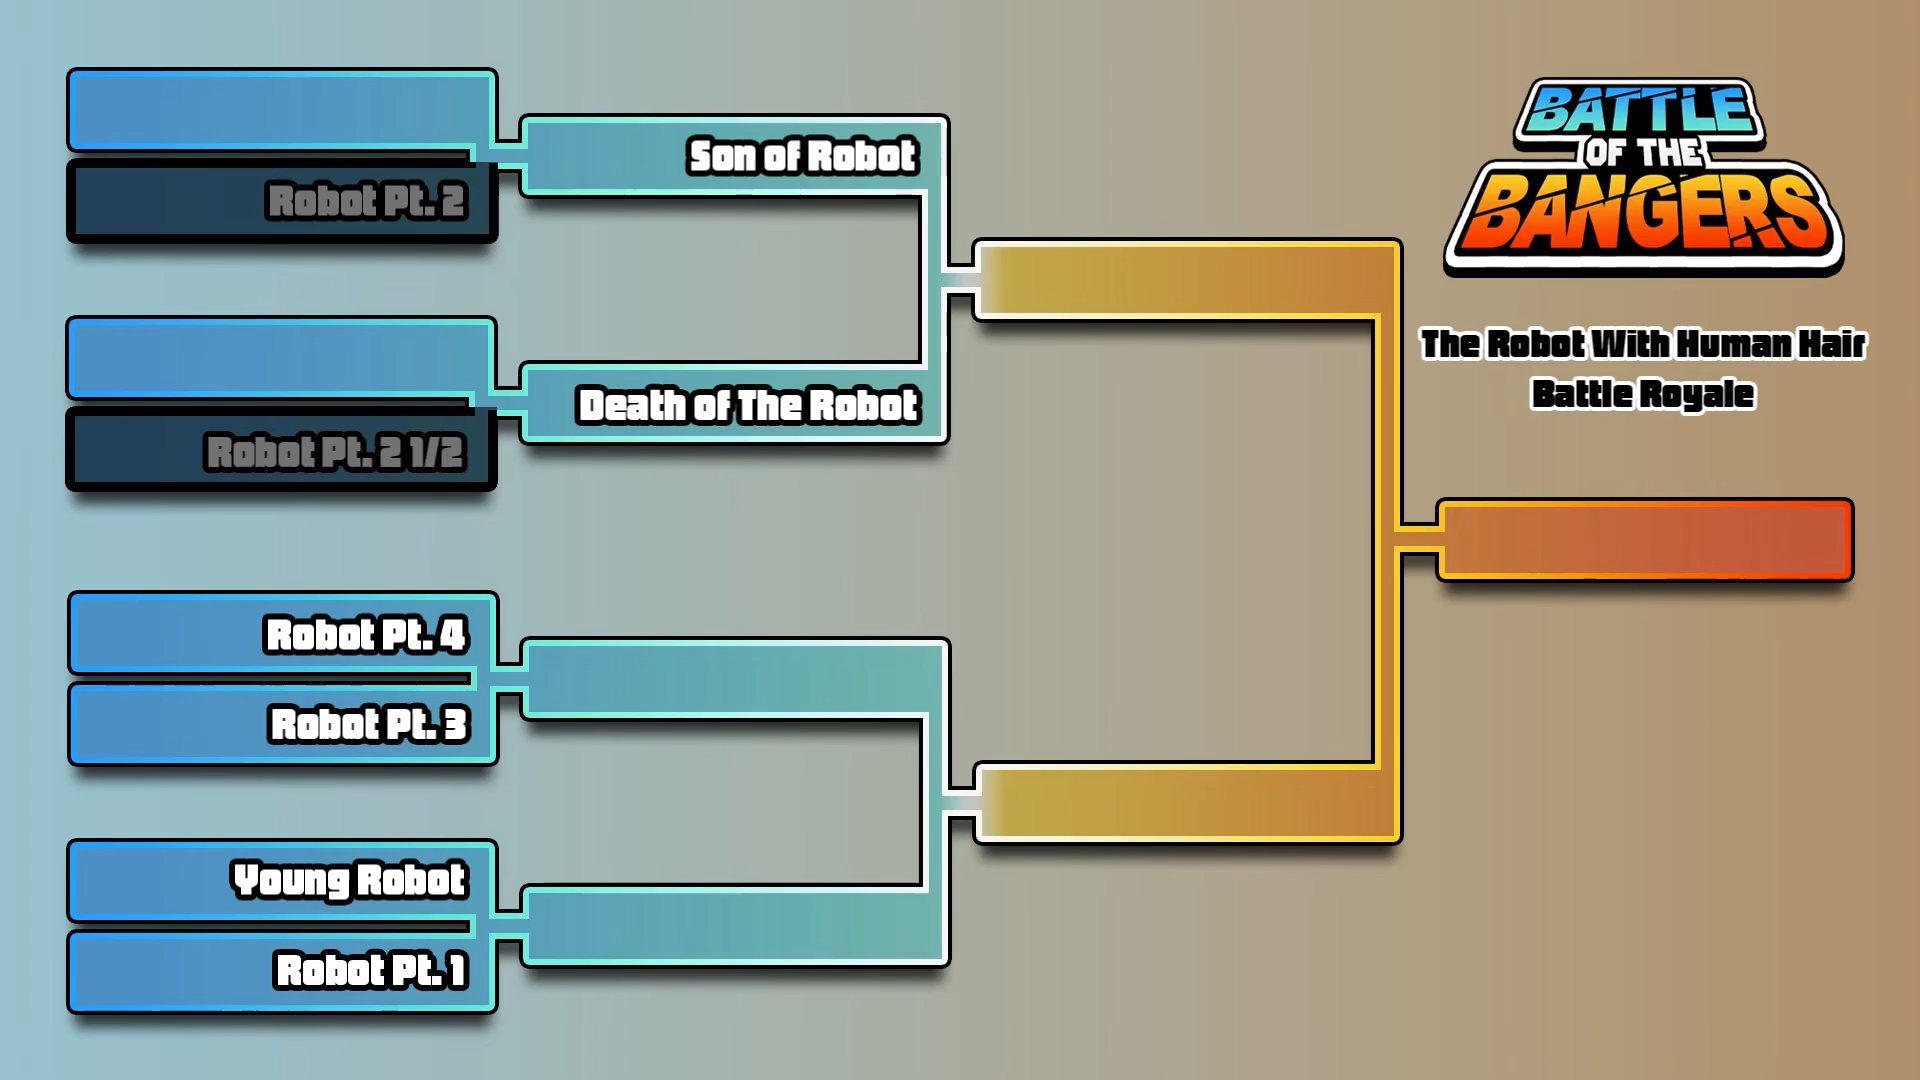 BATTLE
OF THE
BANGERS
The Robot With Human Hair
Battle Royale
Robot Pt. 2
Son of Robot
Robot Pt. 2 1/2
Death of The Robot
Robot Pt. 4
Robot Pt. 3
Young Robot
Robot Pt. 1